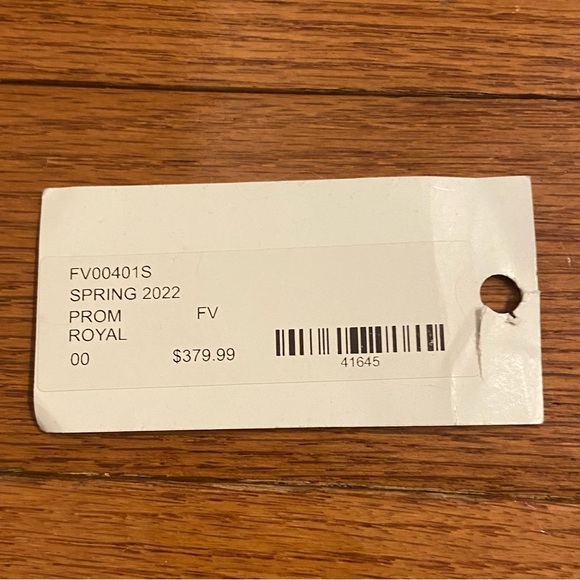 FV00401S
SPRING 2022
PROM FV
ROYAL
00 $379.99
41645